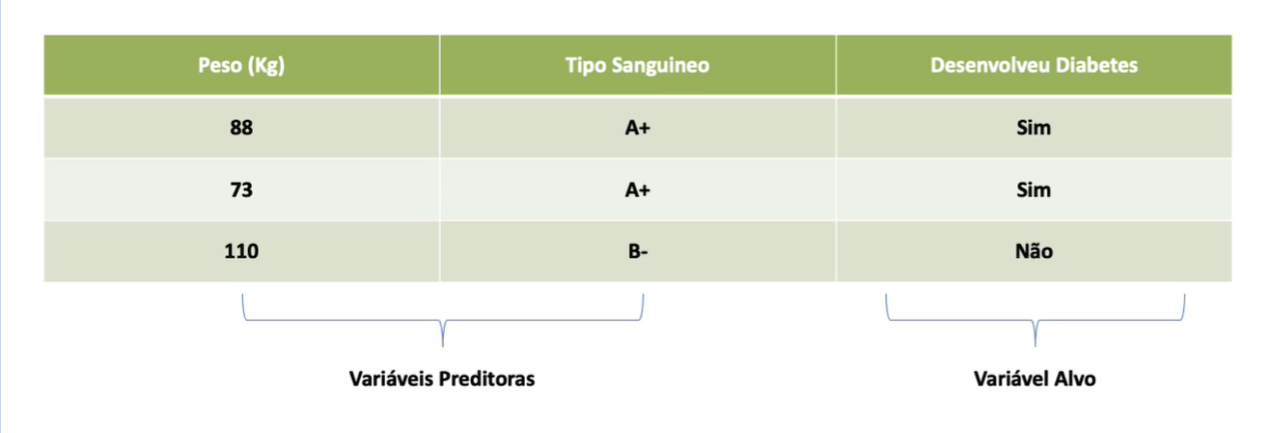 Peso (Kg) Tipo Sanguineo Desenvolveu Diabetes
88 A+ Sim
73 A+ Sim
110 B- Não
Variáveis Preditoras Variável Alvo